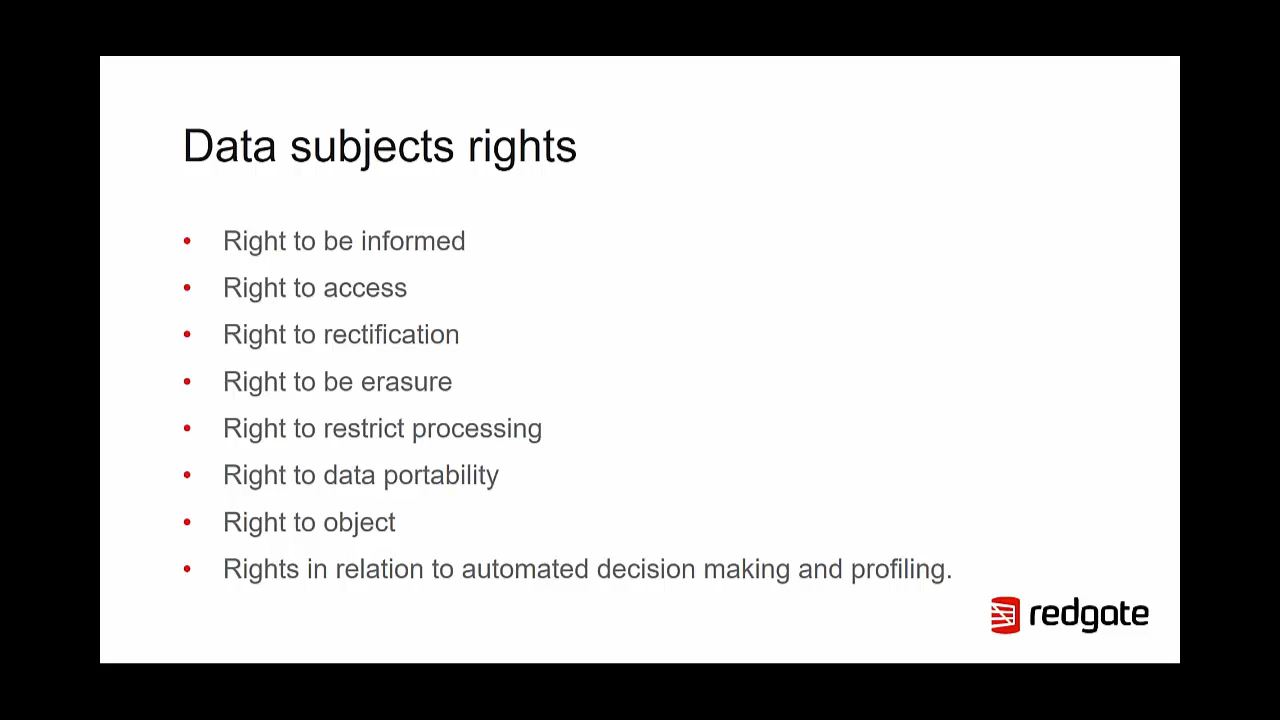 Data subjects rights
• Right to be informed
• Right to access
• Right to rectification
• Right to be erasure
• Right to restrict processing
• Right to data portability
• Right to object
• Rights in relation to automated decision making and profiling.
redgate